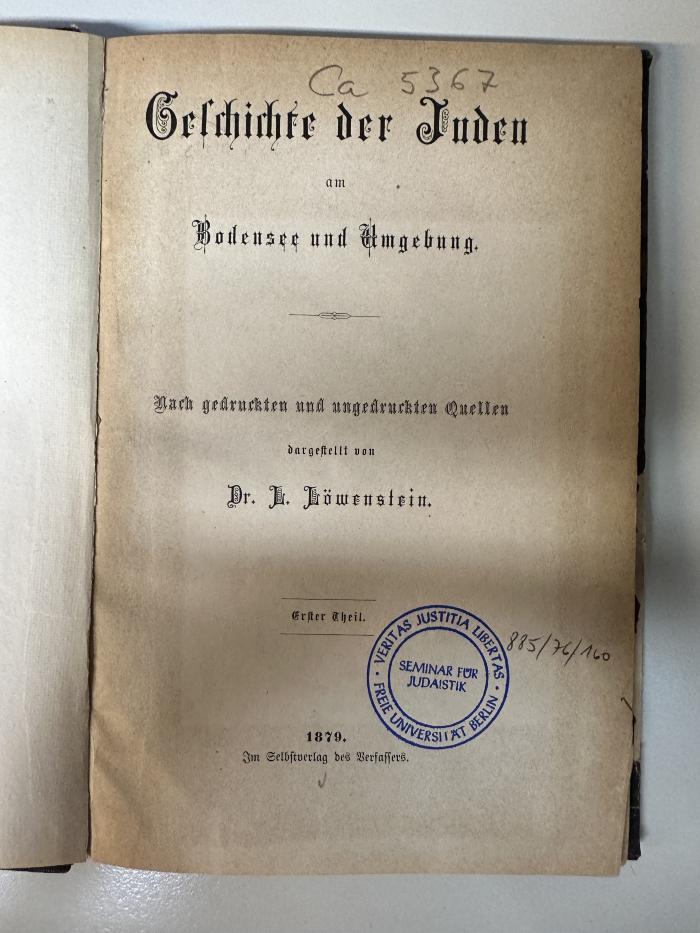 Ca 5367
Geschichte der Juden
am
Bodensee und Umgebung.
Nach gedruckten und ungedruckten Quellen
dargestellt von
Dr. L. Löwenstein.
Erster Theil.
VERITAS JUSTITIA LIBERTAS
SEMINAR FÜR
JUDAISTIK
FREIE UNIVERSITÄT BERLIN
885/76/160
1879.
Im Selbstverlag des Verfassers.